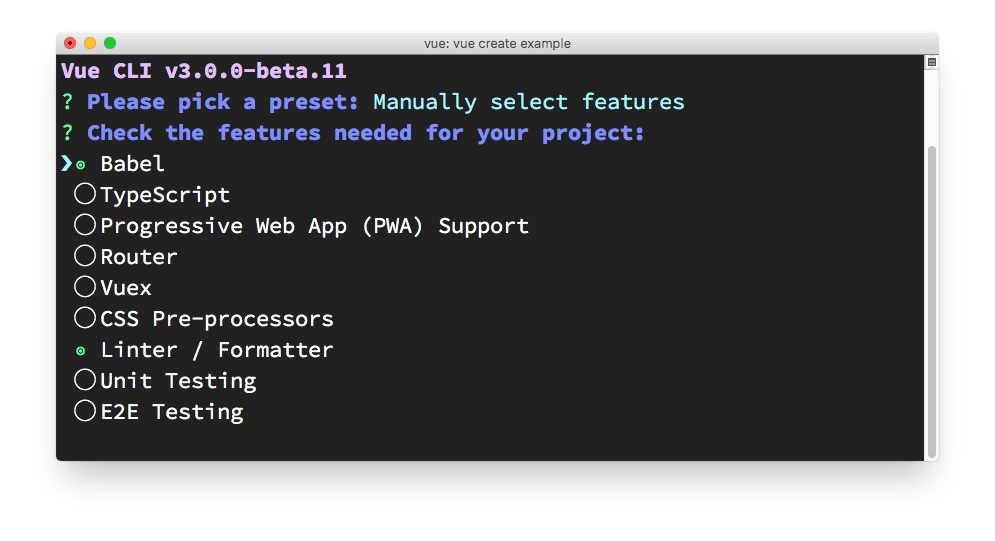 vue: vue create example
Vue CLI v3.0.0-beta.11
? Please pick a preset: Manually select features
? Check the features needed for your project:
❯◉ Babel
◯TypeScript
◯Progressive Web App (PWA) Support
◯Router
◯Vuex
◯CSS Pre-processors
◉ Linter / Formatter
◯Unit Testing
◯E2E Testing